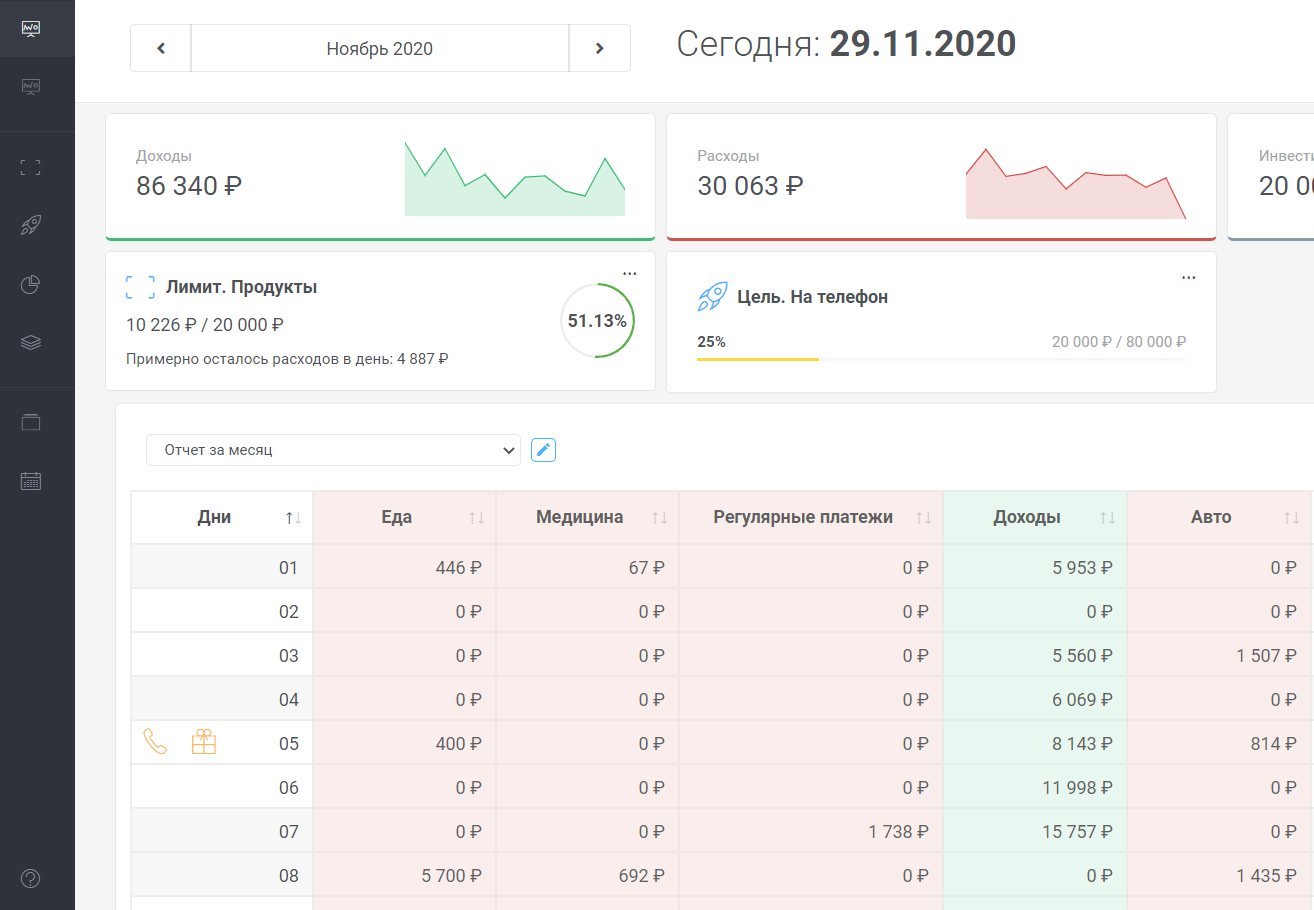 Ноябрь 2020
Сегодня: 29.11.2020
Доходы
86 340 ₽
Расходы
30 063 ₽
Лимит. Продукты
...
10 226 ₽ / 20 000 ₽
51.13%
Примерно осталось расходов в день: 4 887 ₽
Цель. На телефон
...
25%
20 000 ₽ / 80 000 ₽
Отчет за месяц
Дни Еда Медицина Регулярные платежи Доходы Авто
01 446 ₽ 67 ₽ 0 ₽ 5 953 ₽ 0 ₽
02 0 ₽ 0 ₽ 0 ₽ 0 ₽ 0 ₽
03 0 ₽ 0 ₽ 0 ₽ 5 560 ₽ 1 507 ₽
04 0 ₽ 0 ₽ 0 ₽ 6 069 ₽ 0 ₽
05 400 ₽ 0 ₽ 0 ₽ 8 143 ₽ 814 ₽
06 0 ₽ 0 ₽ 0 ₽ 11 998 ₽ 0 ₽
07 0 ₽ 0 ₽ 1 738 ₽ 15 757 ₽ 0 ₽
08 5 700 ₽ 692 ₽ 0 ₽ 0 ₽ 1 435 ₽